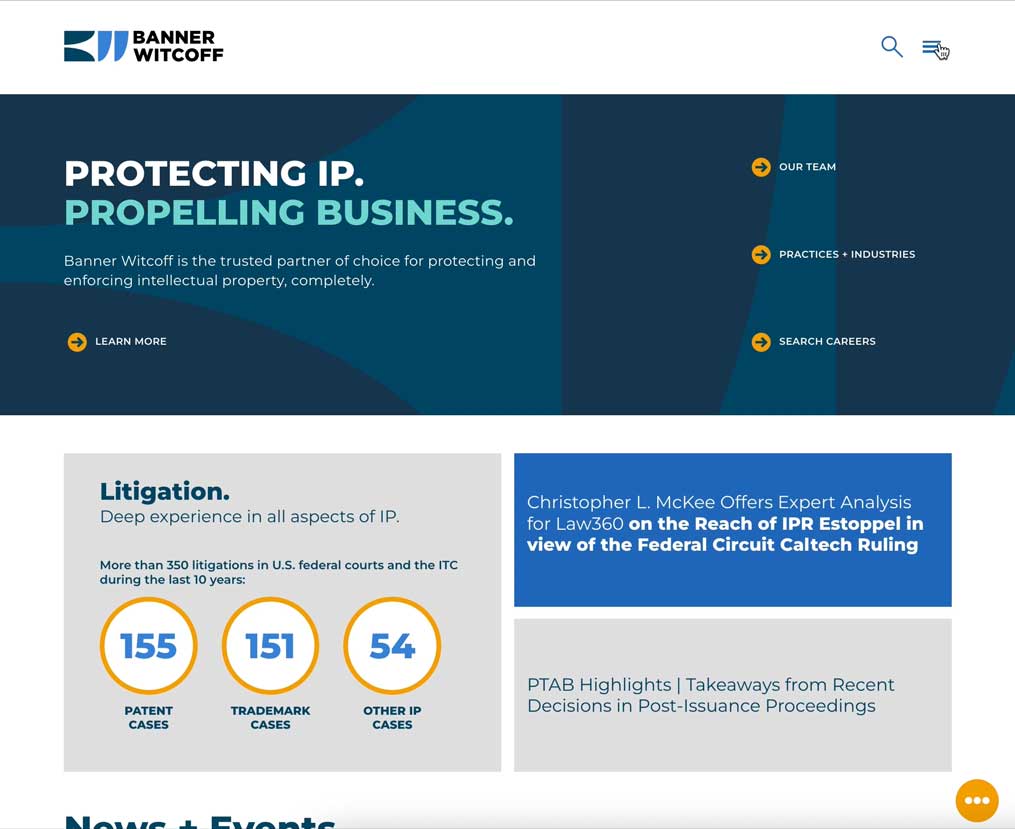 BANNER
WITCOFF
PROTECTING IP.
PROPELLING BUSINESS.
Banner Witcoff is the trusted partner of choice for protecting and
enforcing intellectual property, completely.
LEARN MORE
OUR TEAM
PRACTICES + INDUSTRIES
SEARCH CAREERS
Litigation.
Deep experience in all aspects of IP.
More than 350 litigations in U.S. federal courts and the ITC
during the last 10 years:
155
PATENT
CASES
151
TRADEMARK
CASES
54
OTHER IP
CASES
Christopher L. McKee Offers Expert Analysis
for Law360 on the Reach of IPR Estoppel in
view of the Federal Circuit Caltech Ruling
PTAB Highlights | Takeaways from Recent
Decisions in Post-Issuance Proceedings
News + Events